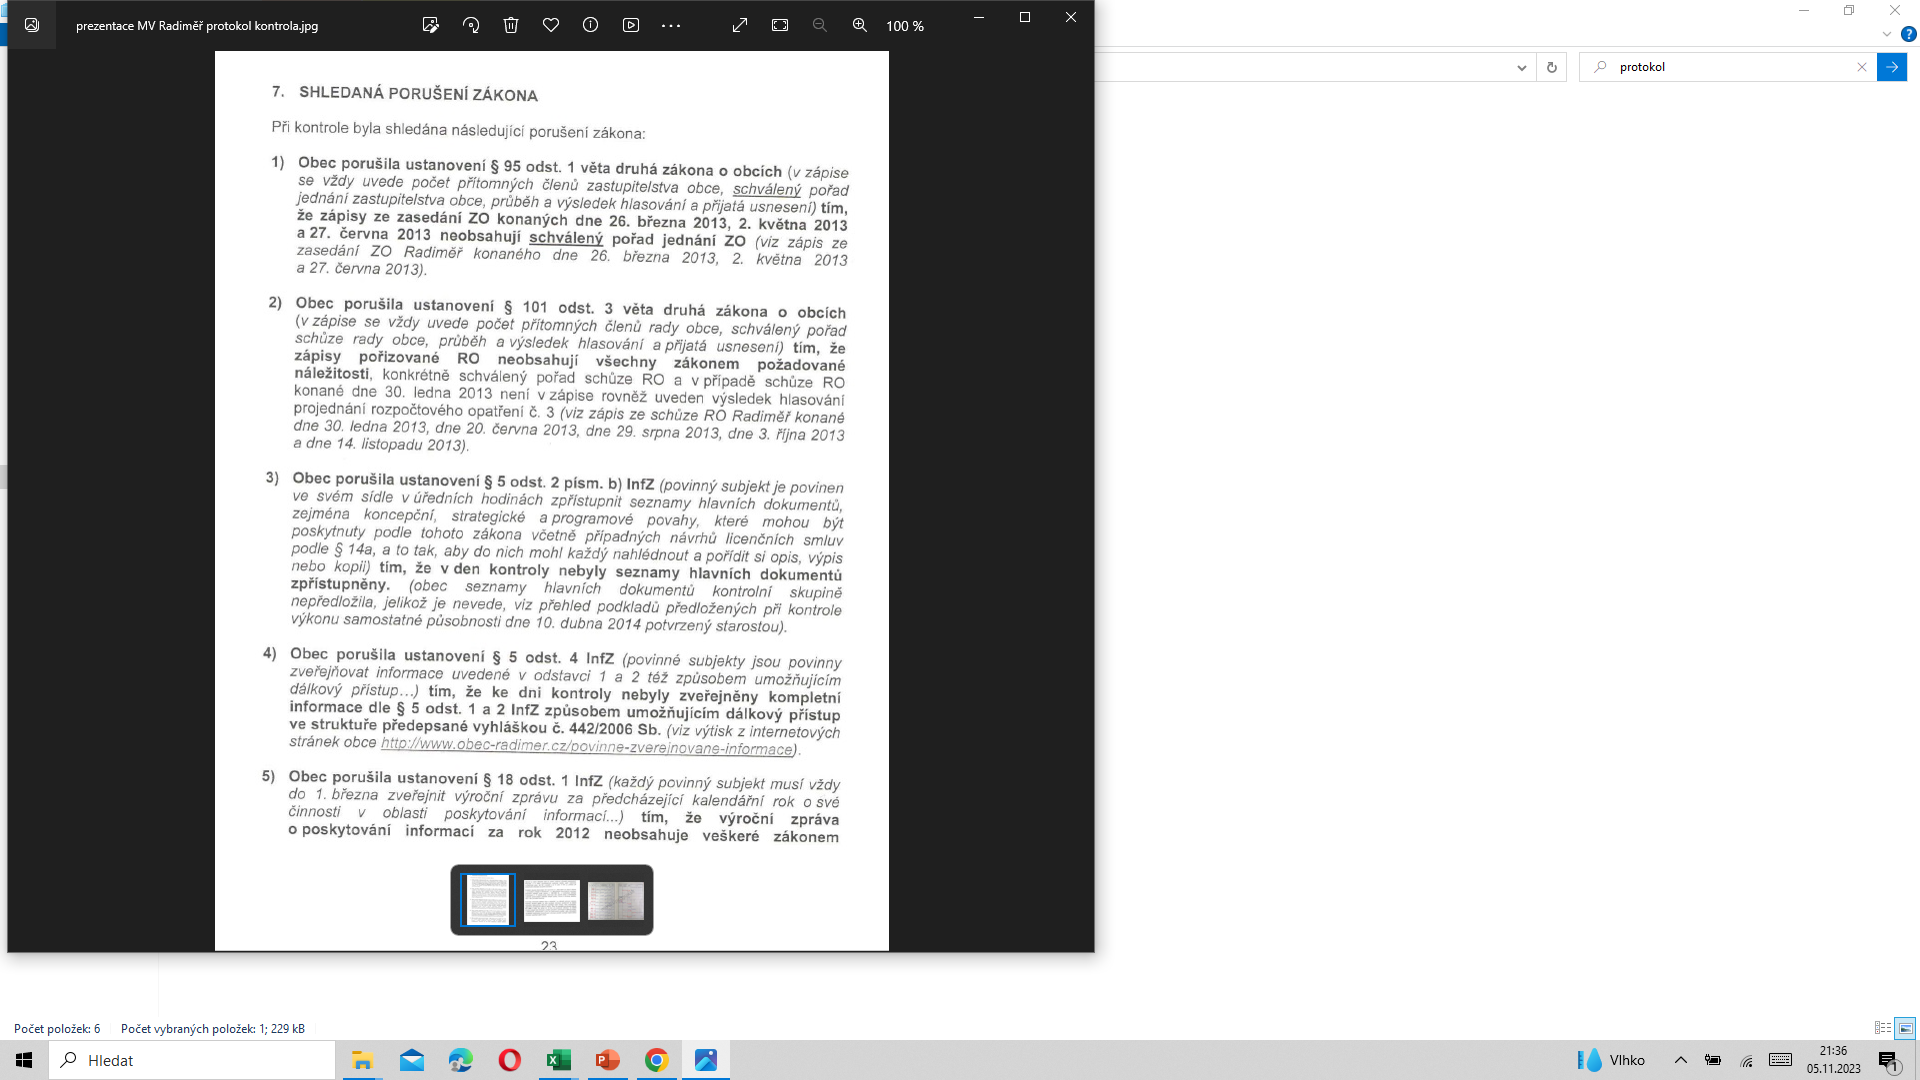 prezentace MV Radiměř protokol kontrola.jpg
100 %
protokol
7. SHLEDANÁ PORUŠENÍ ZÁKONA
Při kontrole byla shledána následující porušení zákona:
1) Obec porušila ustanovení § 95 odst. 1 věta druhá zákona o obcích (v zápise
se vždy uvede počet přítomných členů zastupitelstva obce, schválený pořad
jednání zastupitelstva obce, průběh a výsledek hlasování a přijatá usnesení) tím,
že zápisy ze zasedání ZO konaných dne 26. března 2013, 2. května 2013
a 27. června 2013 neobsahují schválený pořad jednání ZO (viz zápis ze
zasedání ZO Radiměř konaného dne 26. března 2013, 2. května 2013
a 27. června 2013).
2) Obec porušila ustanovení § 101 odst. 3 věta druhá zákona o obcích
(v zápise se vždy uvede počet přítomných členů rady obce, schválený pořad
schůze rady obce, průběh a výsledek hlasování a přijatá usnesení) tím, že
zápisy pořizované RO neobsahují všechny zákonem požadované
náležitosti, konkrétně schválený pořad schůze RO a v případě schůze RO
konané dne 30. ledna 2013 není v zápise rovněž uveden výsledek hlasování
projednání rozpočtového opatření č. 3 (viz zápis ze schůze RO Radiměř konané
dne 30. ledna 2013, dne 20. června 2013, dne 29. srpna 2013, dne 3. října 2013
a dne 14. listopadu 2013).
3) Obec porušila ustanovení § 5 odst. 2 písm. b) InfZ (povinný subjekt je povinen
ve svém sídle v úředních hodinách zpřístupnit seznamy hlavních dokumentů,
zejména koncepční, strategické a programové povahy, které mohou být
poskytnuty podle tohoto zákona včetně případných návrhů licenčních smluv
podle § 14a, a to tak, aby do nich mohl každý nahlédnout a pořídit si opis, výpis
nebo kopii) tím, že v den kontroly nebyly seznamy hlavních dokumentů
zpřístupněny. (obec seznamy hlavních dokumentů kontrolní skupině
nepředložila, jelikož je nevede, viz přehled podkladů předložených při kontrole
výkonu samostatné působnosti dne 10. dubna 2014 potvrzený starostou).
4) Obec porušila ustanovení § 5 odst. 4 InfZ (povinné subjekty jsou povinny
zveřejňovat informace uvedené v odstavci 1 a 2 též způsobem umožňujícím
dálkový přístup…) tím, že ke dni kontroly nebyly zveřejněny kompletní
informace dle § 5 odst. 1 a 2 InfZ způsobem umožňujícím dálkový přístup
ve struktuře předepsané vyhláškou č. 442/2006 Sb. (viz výtisk z internetových
stránek obce http://www.obec-radimer.cz/povinne-zverejnovane-informace).
5) Obec porušila ustanovení § 18 odst. 1 InfZ (každý povinný subjekt musí vždy
do 1. března zveřejnit výroční zprávu za předcházející kalendářní rok o své
činnosti v oblasti poskytování informací...) tím, že výroční zpráva
o poskytování informací za rok 2012 neobsahuje veškeré zákonem
23
Počet položek: 6 Počet vybraných položek: 1; 229 kB
Hledat
Vlhko
21:36
05.11.2023
1